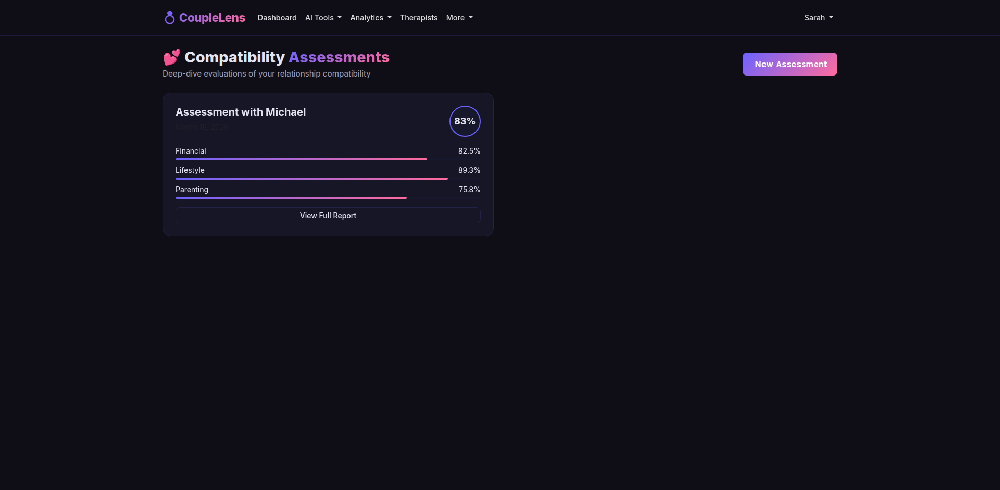 CoupleLens Dashboard AI Tools Analytics Therapists More Sarah
Compatibility Assessments
New Assessment
Deep-dive evaluations of your relationship compatibility
Assessment with Michael
83%
March 18, 2026
Financial 82.5%
Lifestyle 89.3%
Parenting 75.8%
View Full Report